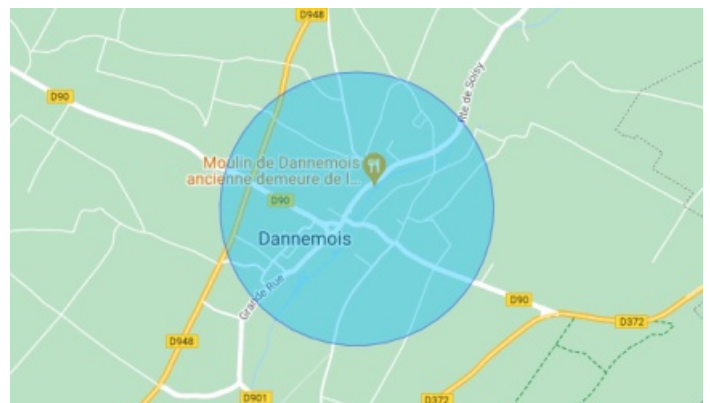 D948
D90
Rte de Soisy
Moulin de Dannemois
ancienne demeure de l...
D90
Dannemois
Grande Rue
D90
D372
D948
D901
D372